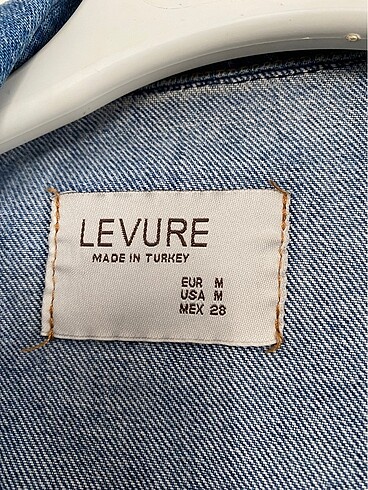 LEVURE
MADE IN TURKEY
EUR M
USA M
MEX 28